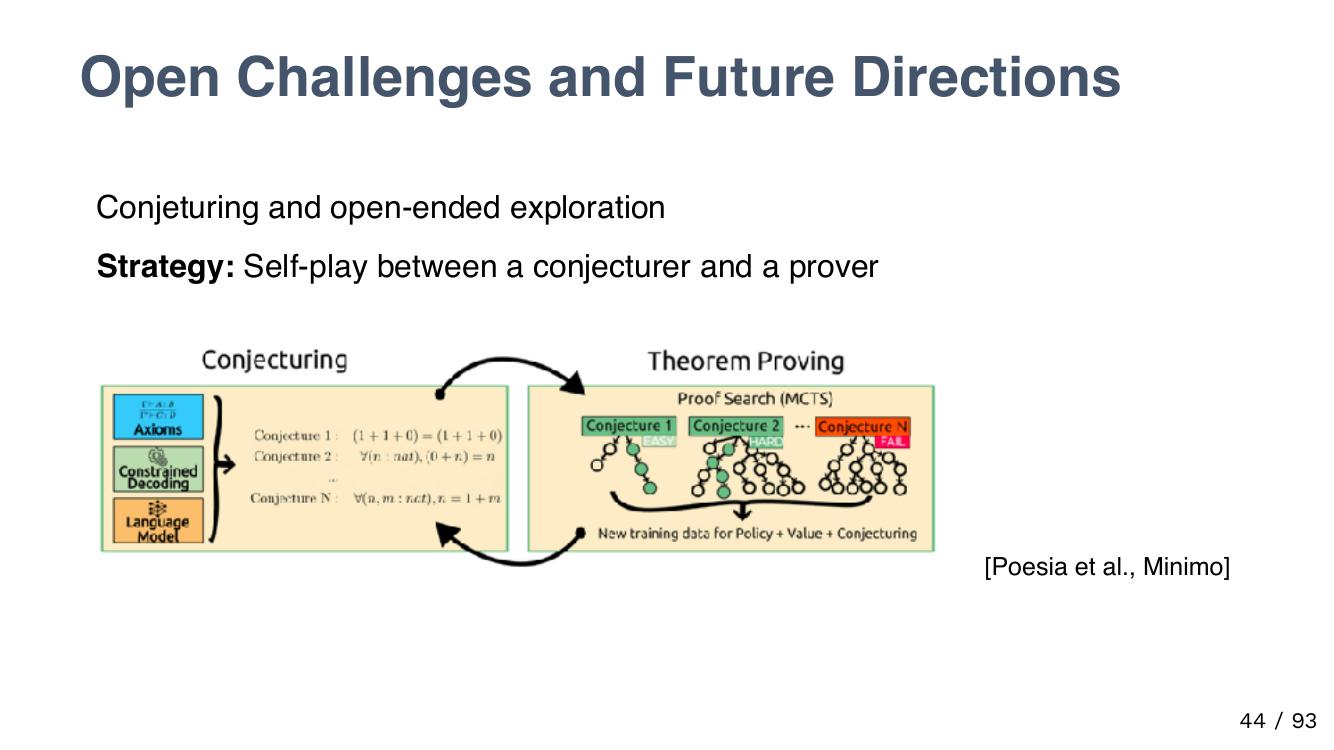 Open Challenges and Future Directions
Conjeturing and open-ended exploration
Strategy: Self-play between a conjecturer and a prover
Conjecturing
Axioms
Constrained
Decoding
Language
Model
Conjecture 1 : (1 + 1 + 0) = (1 + 1 + 0)
Conjecture 2 : ∀(n : nat), (0 + n) = n
...
Conjecture N : ∀(n, m : nat), n = 1 + m
Theorem Proving
Proof Search (MCTS)
Conjecture 1 Conjecture 2 ... Conjecture N
EASY HARD FAIL
New training data for Policy + Value + Conjecturing
[Poesia et al., Minimo]
44 / 93